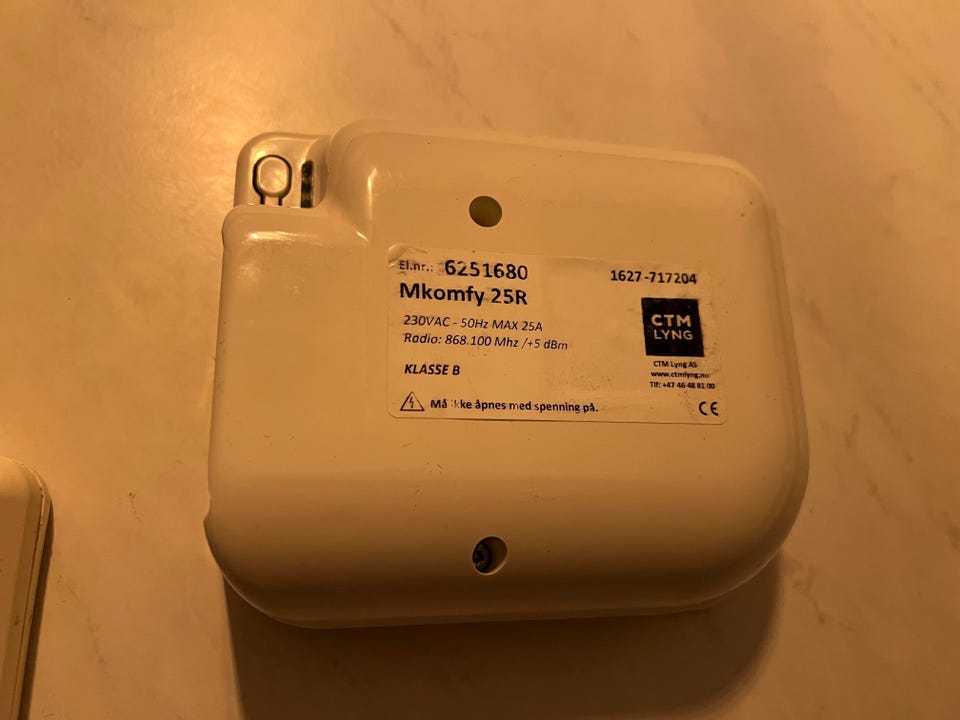 El.nr.: 6251680
Mkomfy 25R
230VAC - 50Hz MAX 25A
Radio: 868.100 Mhz /+5 dBm
KLASSE B
Må ikke åpnes med spenning på.
1627-717204
CTM
LYNG
CTM Lyng AS
www.ctmlyng.no
Tlf: +47 46 48 81 00
CE